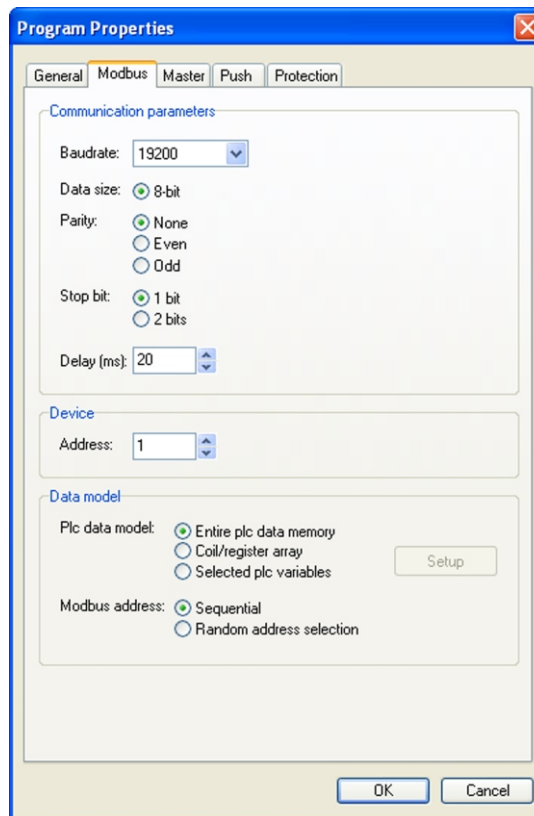 Program Properties
General Modbus Master Push Protection
Communication parameters
Baudrate: 19200
Data size: 8-bit
Parity: None
Even
Odd
Stop bit: 1 bit
2 bits
Delay (ms): 20
Device
Address: 1
Data model
Plc data model: Entire plc data memory
Coil/register array
Setup
Selected plc variables
Modbus address: Sequential
Random address selection
OK Cancel